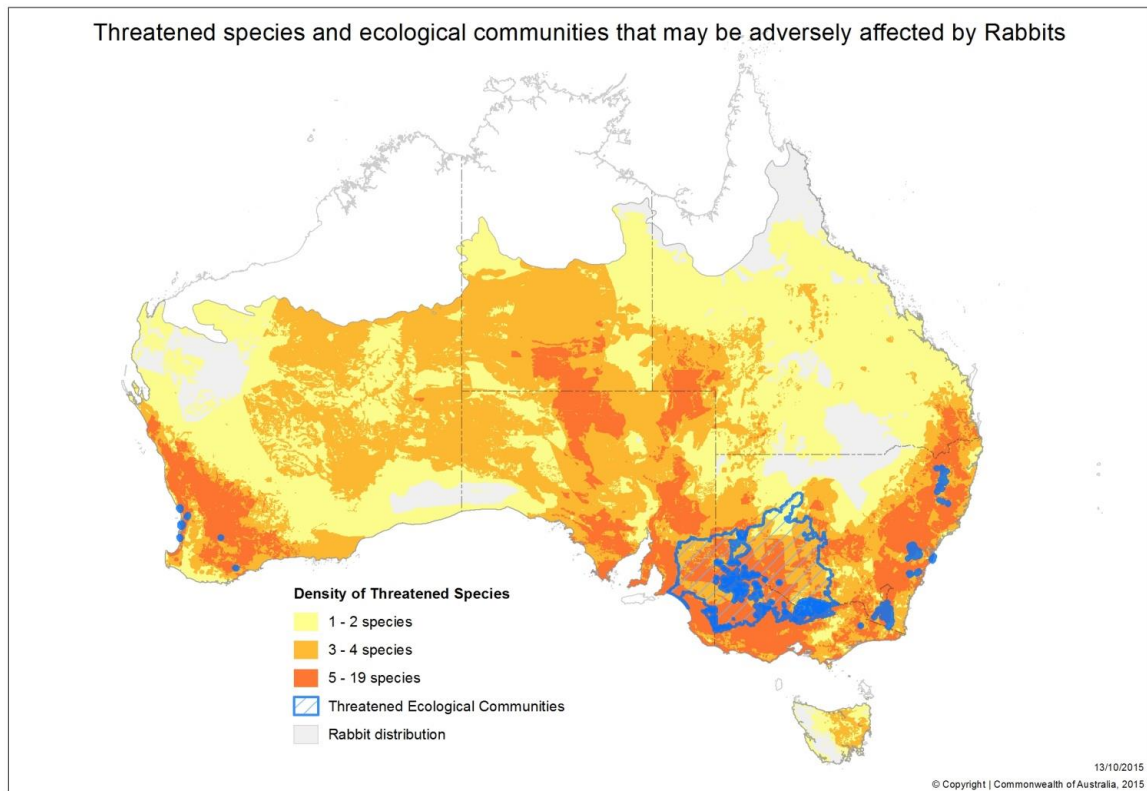 Threatened species and ecological communities that may be adversely affected by Rabbits
Density of Threatened Species
1 - 2 species
3 - 4 species
5 - 19 species
Threatened Ecological Communities
Rabbit distribution
13/10/2015
© Copyright | Commonwealth of Australia, 2015